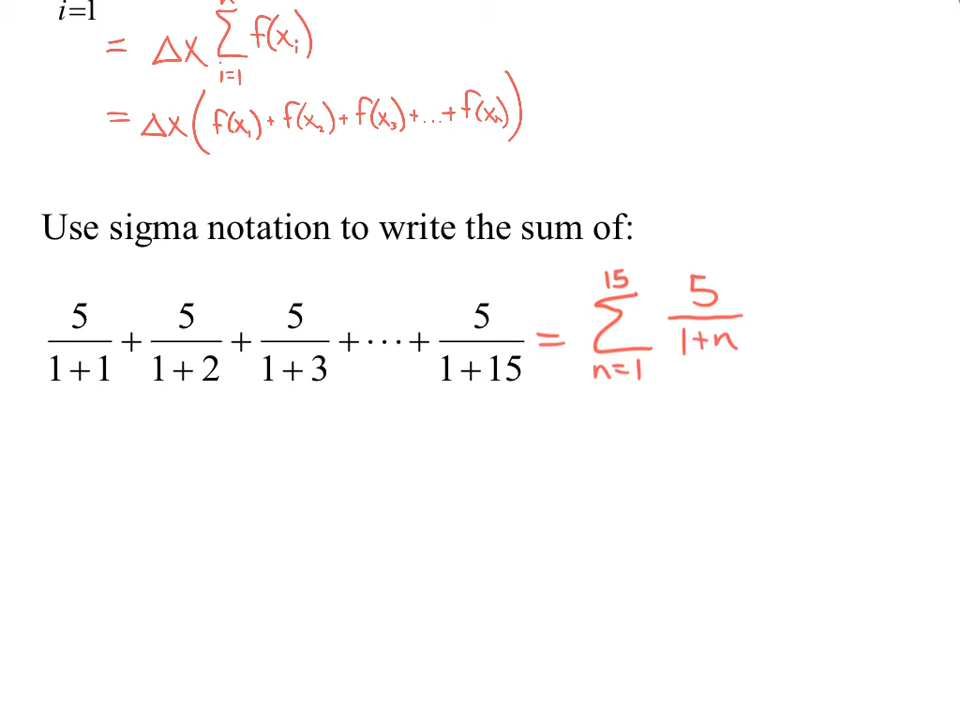 i=1
= Δx Σ f(xᵢ)
i=1
= Δx (f(x₁) + f(x₂) + f(x₃) + ... + f(xₙ))
Use sigma notation to write the sum of:
5/(1+1) + 5/(1+2) + 5/(1+3) + ⋯ + 5/(1+15) = Σ_{n=1}^{15} 5/(1+n)